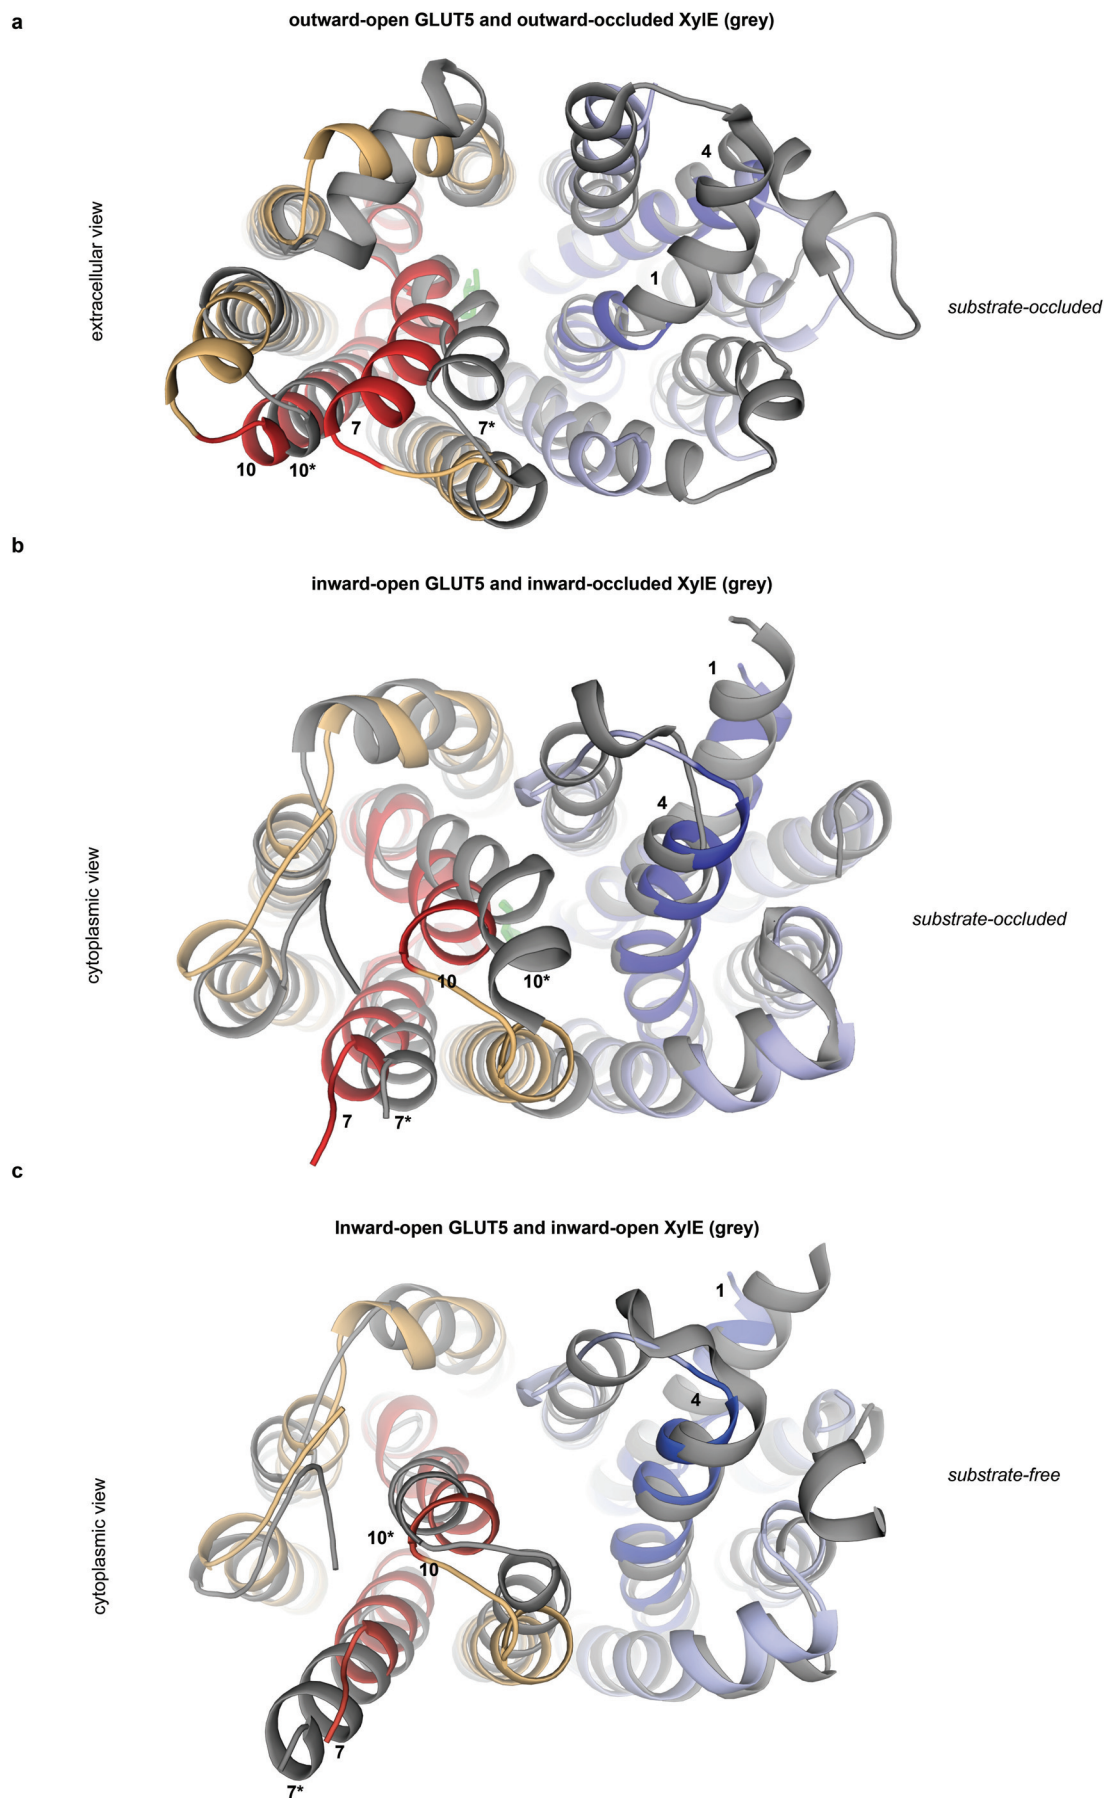 a
outward-open GLUT5 and outward-occluded XylE (grey)
extracellular view
4
1
substrate-occluded
7
7*
10
10*
b
inward-open GLUT5 and inward-occluded XylE (grey)
cytoplasmic view
1
4
substrate-occluded
10
10*
7
7*
c
Inward-open GLUT5 and inward-open XylE (grey)
cytoplasmic view
1
4
substrate-free
10*
10
7
7*